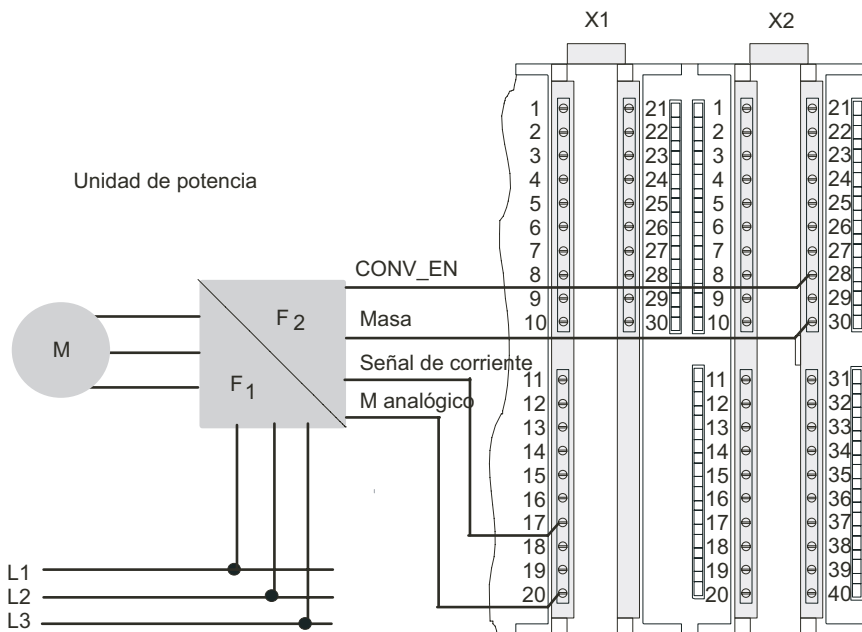 X1
X2
1 21 1 21
2 22 2 22
3 23 3 23
4 24 4 24
5 25 5 25
6 26 6 26
7 27 7 27
8 28 8 28
9 29 9 29
10 30 10 30
11 11 31
12 12 32
13 13 33
14 14 34
15 15 35
16 16 36
17 17 37
18 18 38
19 19 39
20 20 40
Unidad de potencia
CONV_EN
Masa
Señal de corriente
M analógico
M
F2
F1
L1
L2
L3